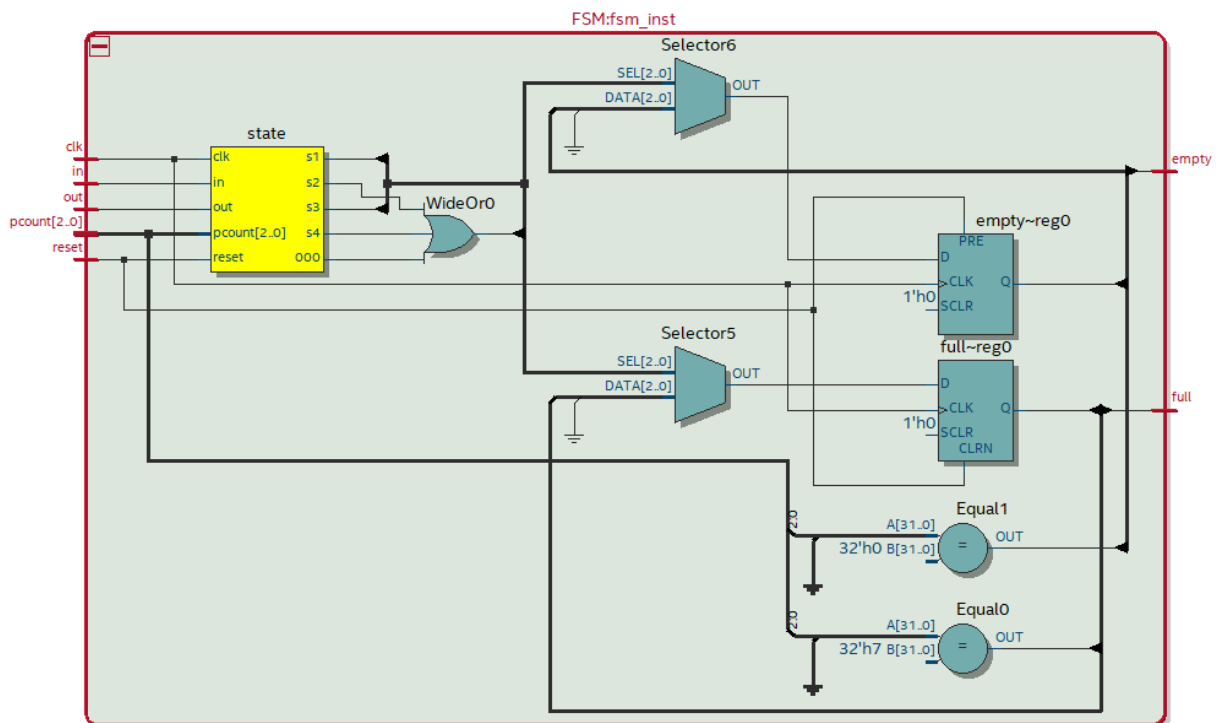 FSM:fsm_inst
Selector6
SEL[2..0]
DATA[2..0]
OUT
state
clk
in
out
pcount[2..0]
reset
clk
in
out
pcount[2..0]
reset
s1
s2
s3
s4
000
WideOr0
empty
empty~reg0
PRE
D
CLK
1'h0
SCLR
Q
Selector5
SEL[2..0]
DATA[2..0]
OUT
full~reg0
D
CLK
1'h0
SCLR
CLRN
Q
full
Equal1
2:0
A[31..0]
32'h0 B[31..0]
=
OUT
Equal0
2:0
A[31..0]
32'h7 B[31..0]
=
OUT